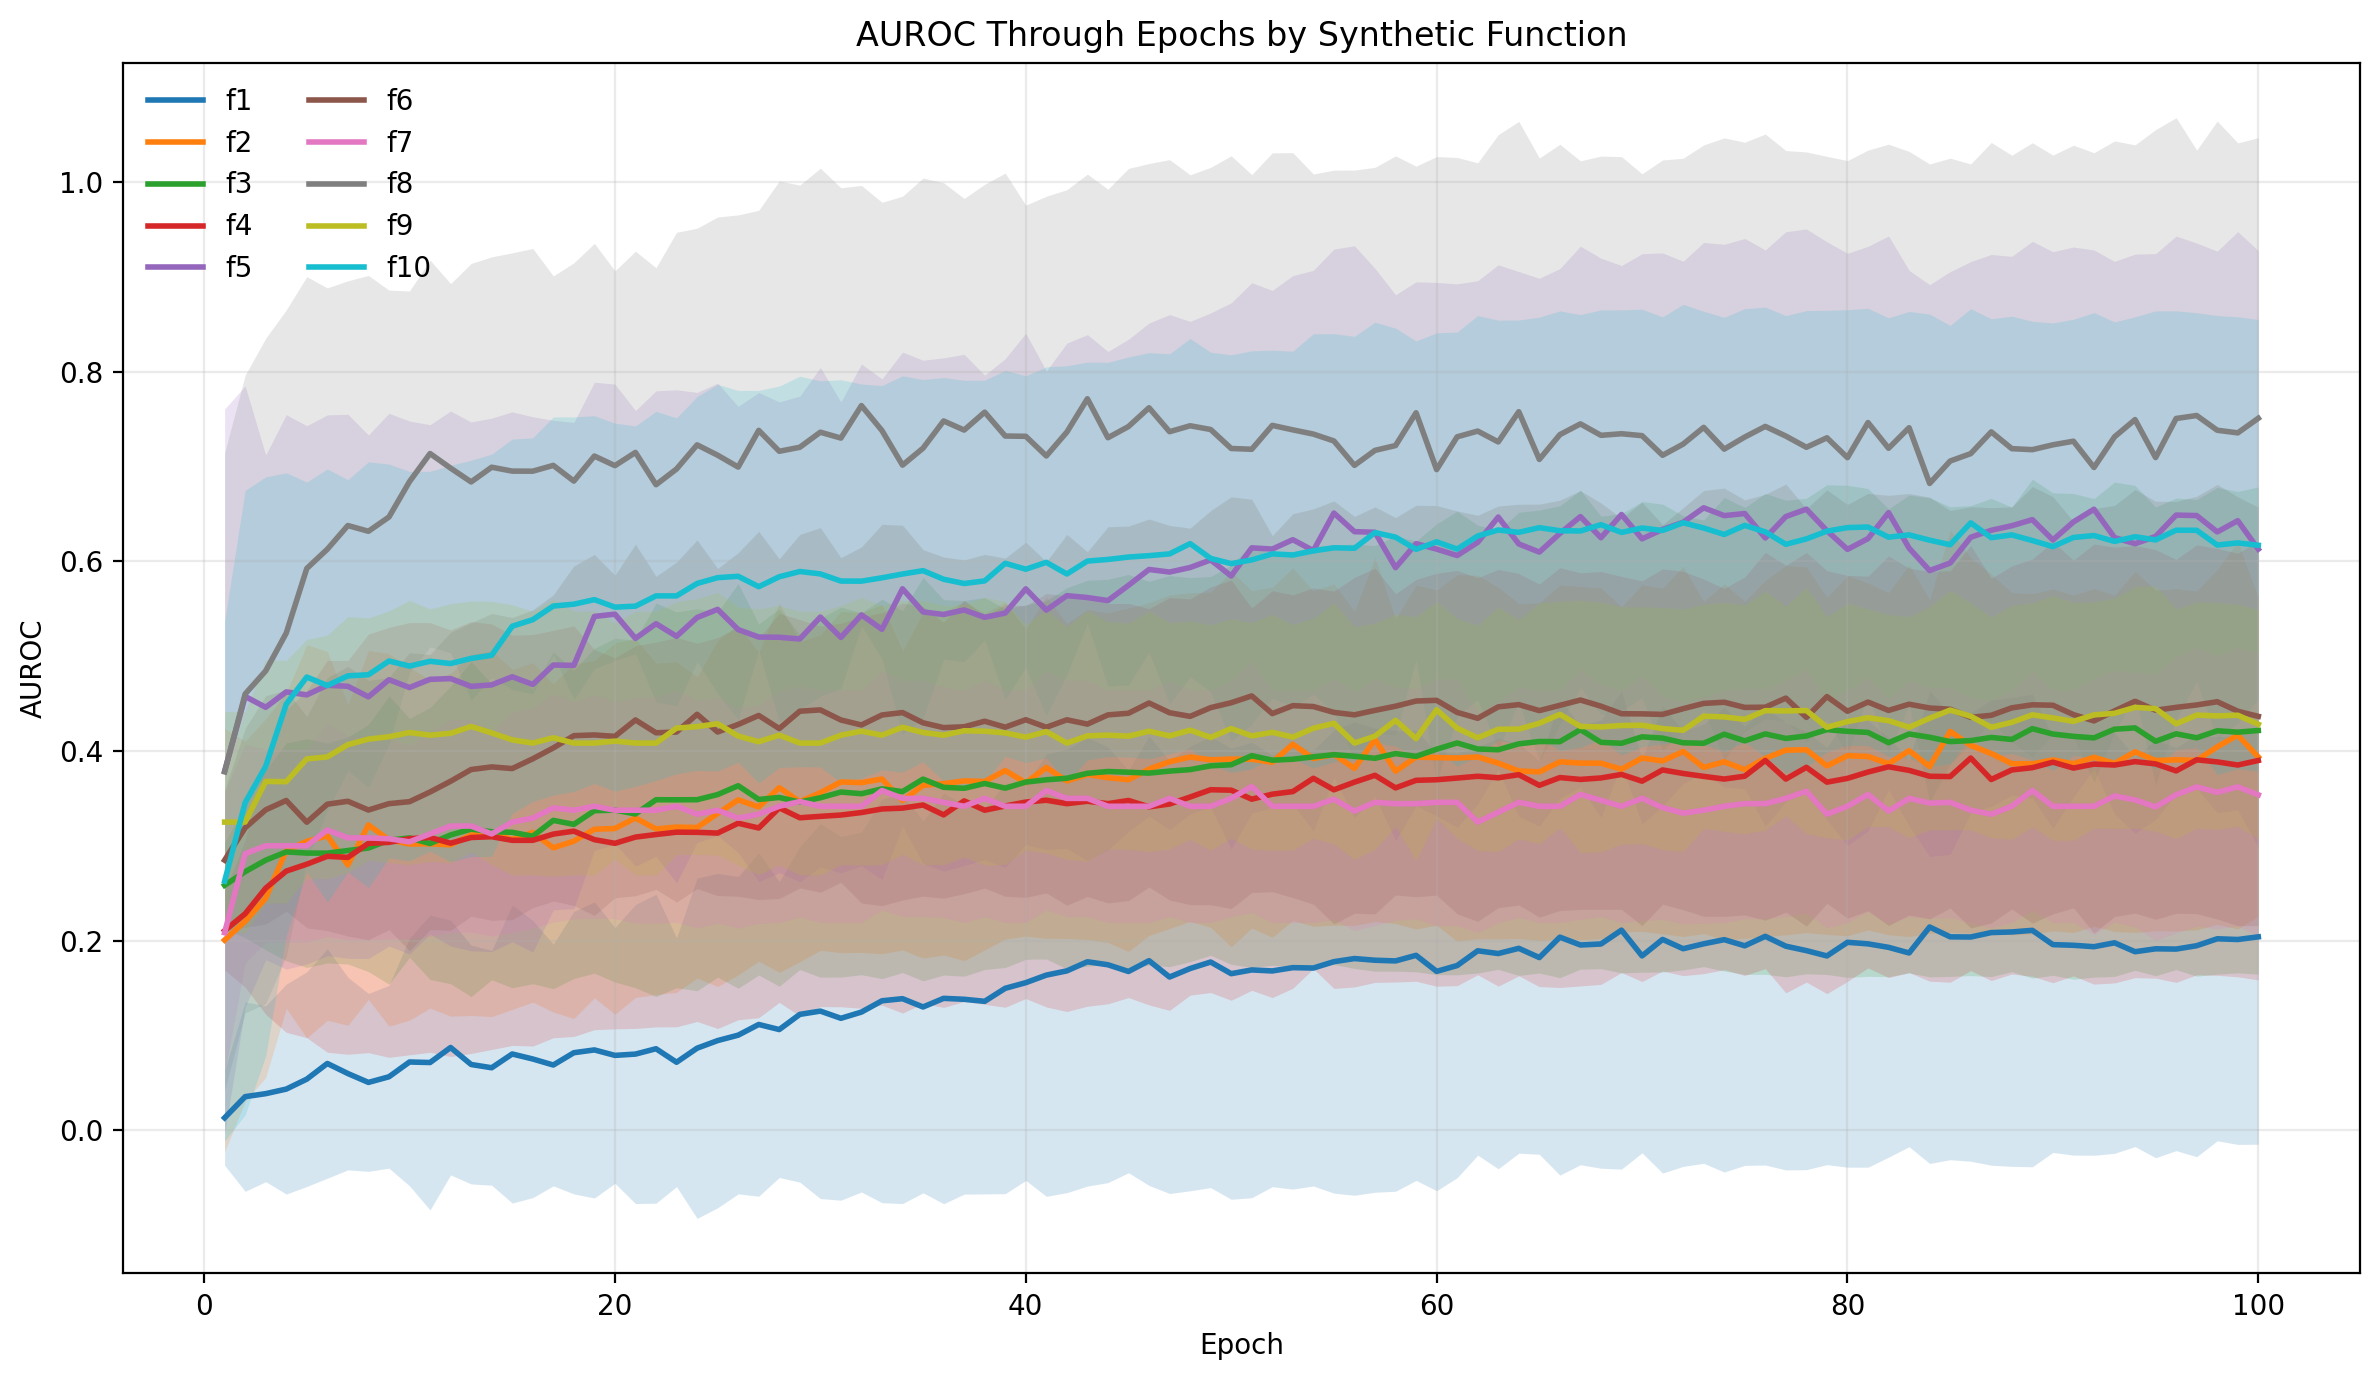 AUROC Through Epochs by Synthetic Function
f1
f2
f3
f4
f5
f6
f7
f8
f9
f10
AUROC
1.0
0.8
0.6
0.4
0.2
0.0
0
20
40
60
80
100
Epoch